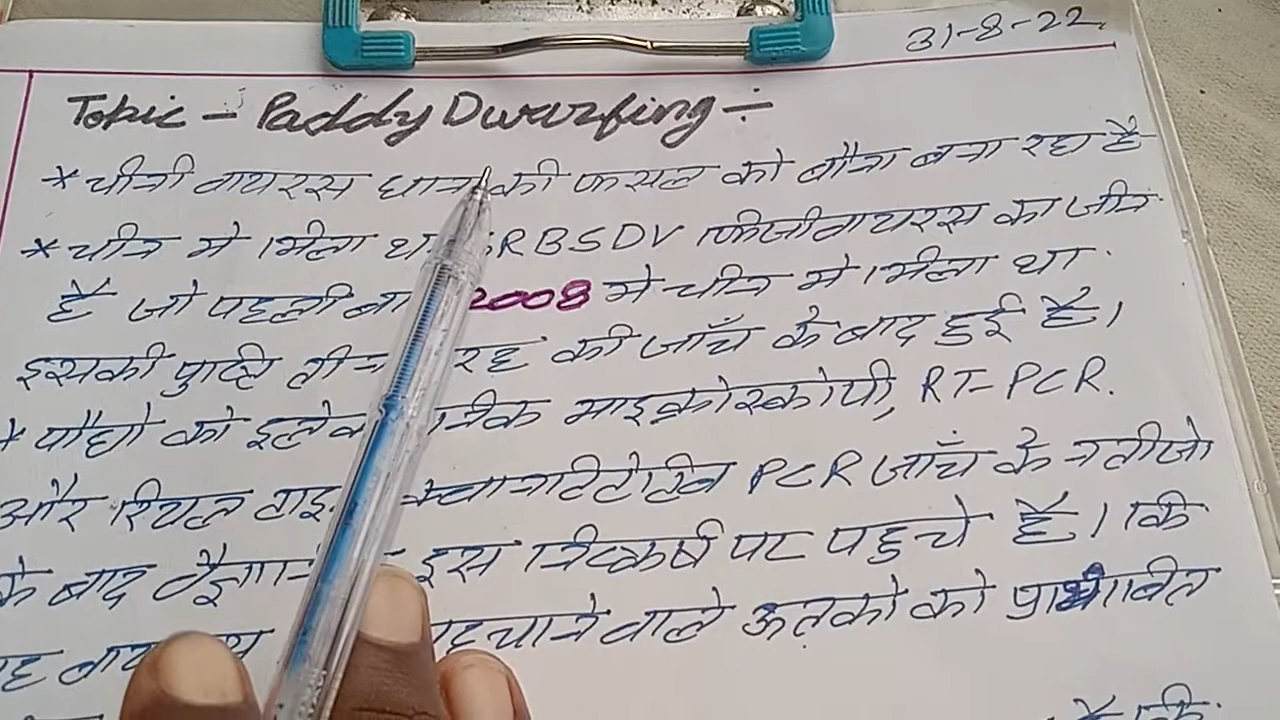 31-8-22
Topic - Paddy Dwarfing ÷
* चीनी वायरस धान की फसल को बौना बना रहा है
* चीन मे मिला था SRBSDV फिजीवायरस का जीन
है जो पहली बार 2008 मे चीन मे मिला था.
इसकी पुष्टि तीन तरह की जाँच के बाद हुई है।
* पौधो को माइक्रोस्कोपी, RT-PCR.
और रियल टाइम क्वानटिटेटिव PCR जाँच के नतीजो
के बाद इस निष्कर्ष पर पहुचे है। कि
वाले ऊतको को प्रभावित